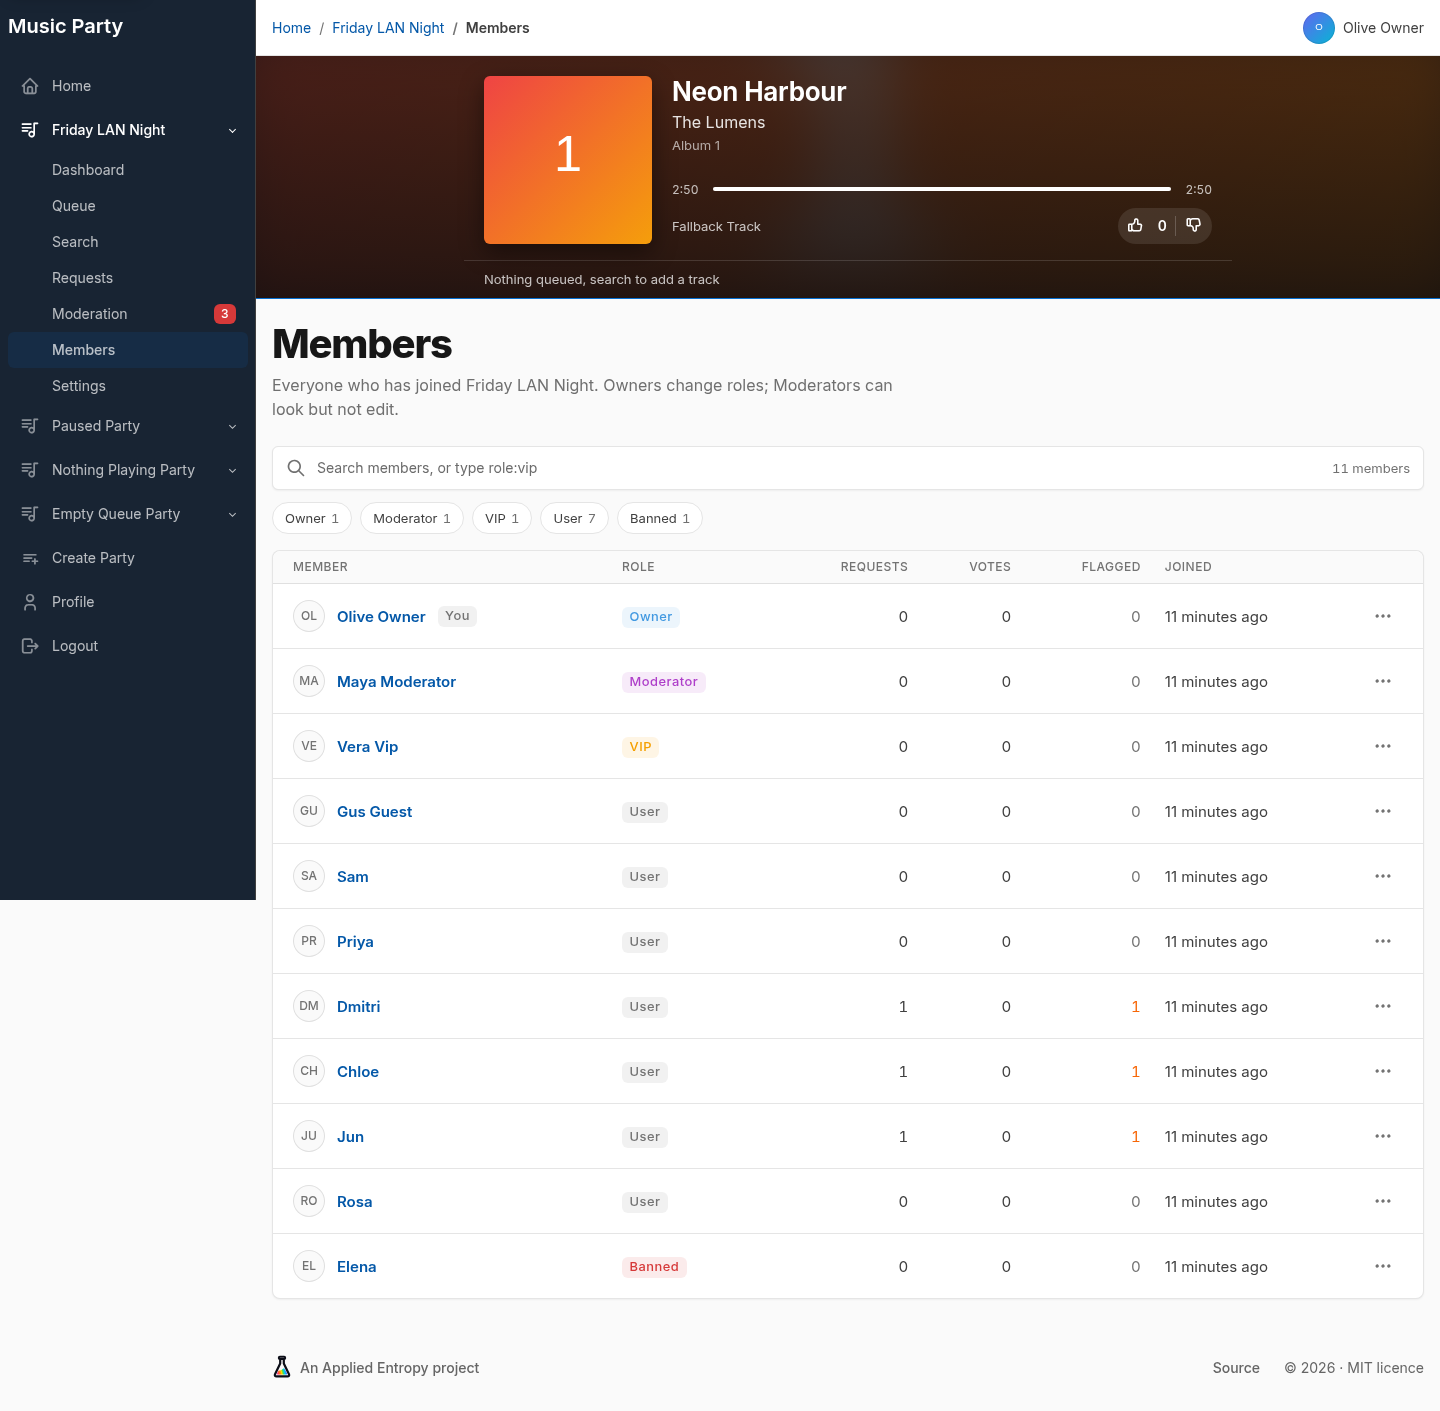 Music Party
Home
Friday LAN Night
Dashboard
Queue
Search
Requests
Moderation 3
Members
Settings
Paused Party
Nothing Playing Party
Empty Queue Party
Create Party
Profile
Logout
Home / Friday LAN Night / Members
O Olive Owner
1
Neon Harbour
The Lumens
Album 1
2:50 2:50
Fallback Track 0
Nothing queued, search to add a track
Members
Everyone who has joined Friday LAN Night. Owners change roles; Moderators can
look but not edit.
Search members, or type role:vip 11 members
Owner 1 Moderator 1 VIP 1 User 7 Banned 1
MEMBER ROLE REQUESTS VOTES FLAGGED JOINED
OL Olive Owner You Owner 0 0 0 11 minutes ago
MA Maya Moderator Moderator 0 0 0 11 minutes ago
VE Vera Vip VIP 0 0 0 11 minutes ago
GU Gus Guest User 0 0 0 11 minutes ago
SA Sam User 0 0 0 11 minutes ago
PR Priya User 0 0 0 11 minutes ago
DM Dmitri User 1 0 1 11 minutes ago
CH Chloe User 1 0 1 11 minutes ago
JU Jun User 1 0 1 11 minutes ago
RO Rosa User 0 0 0 11 minutes ago
EL Elena Banned 0 0 0 11 minutes ago
An Applied Entropy project
Source © 2026 · MIT licence